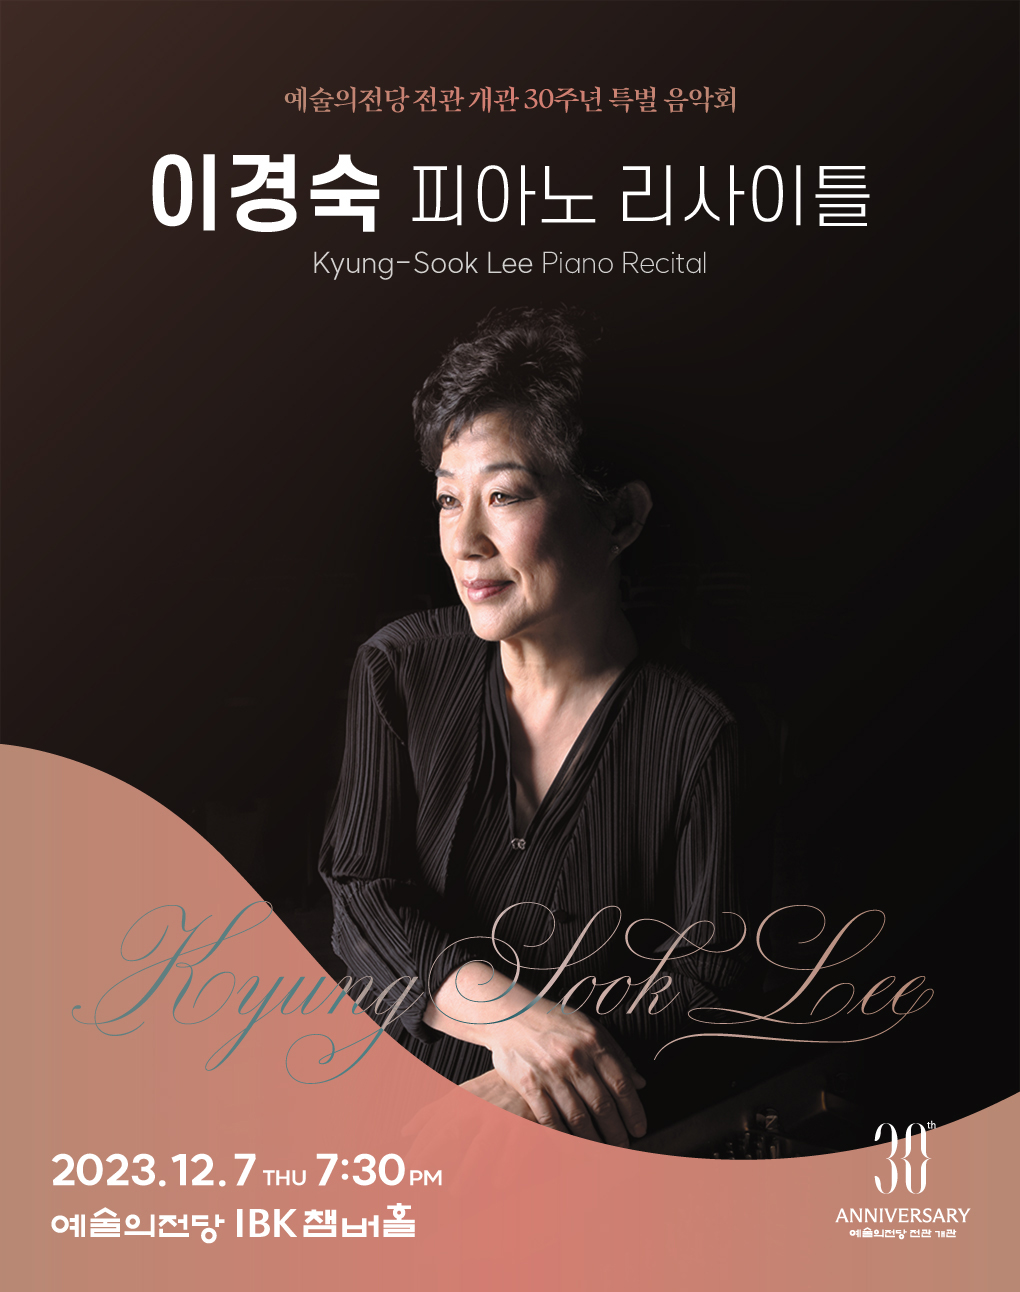 예술의전당 전관 개관 30주년 특별 음악회
이경숙 피아노 리사이틀
Kyung-Sook Lee Piano Recital
Kyung Sook Lee
2023.12.7 THU 7:30 PM
예술의전당 IBK챔버홀
30th
ANNIVERSARY
예술의전당 전관 개관